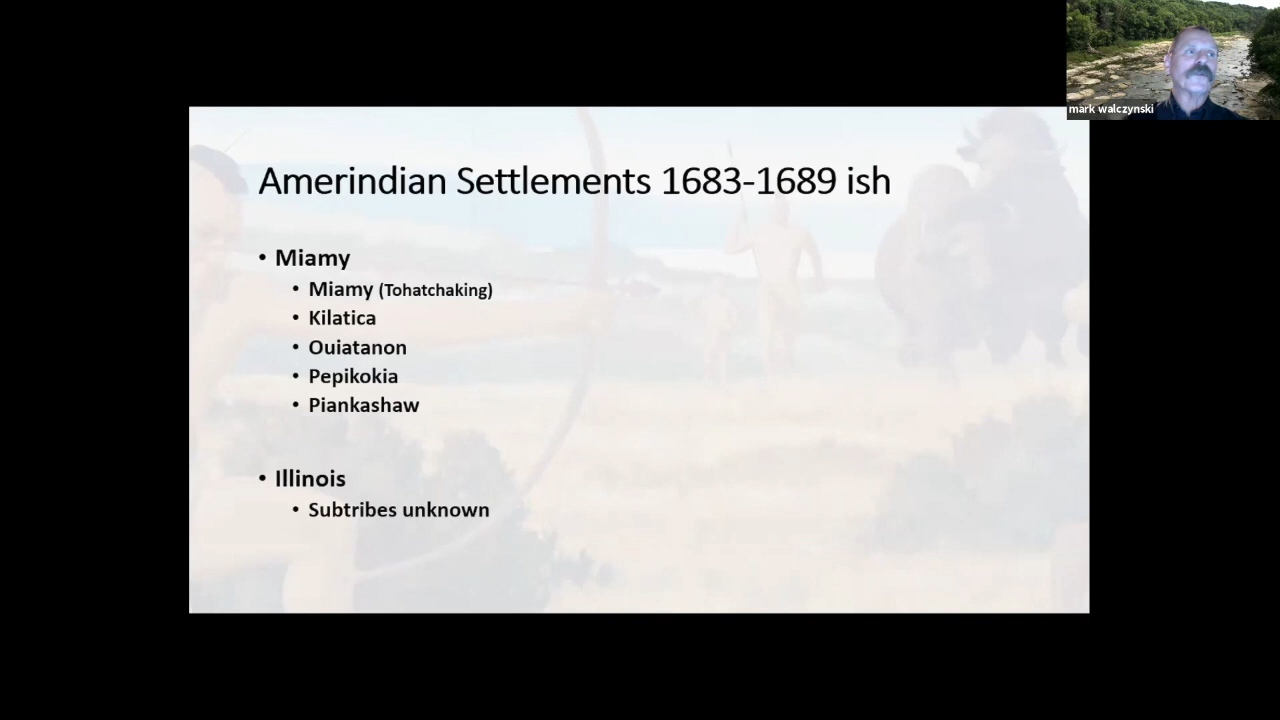 mark walczynski
Amerindian Settlements 1683-1689 ish
• Miamy
• Miamy (Tohatchaking)
• Kilatica
• Ouiatanon
• Pepikokia
• Piankashaw
• Illinois
• Subtribes unknown